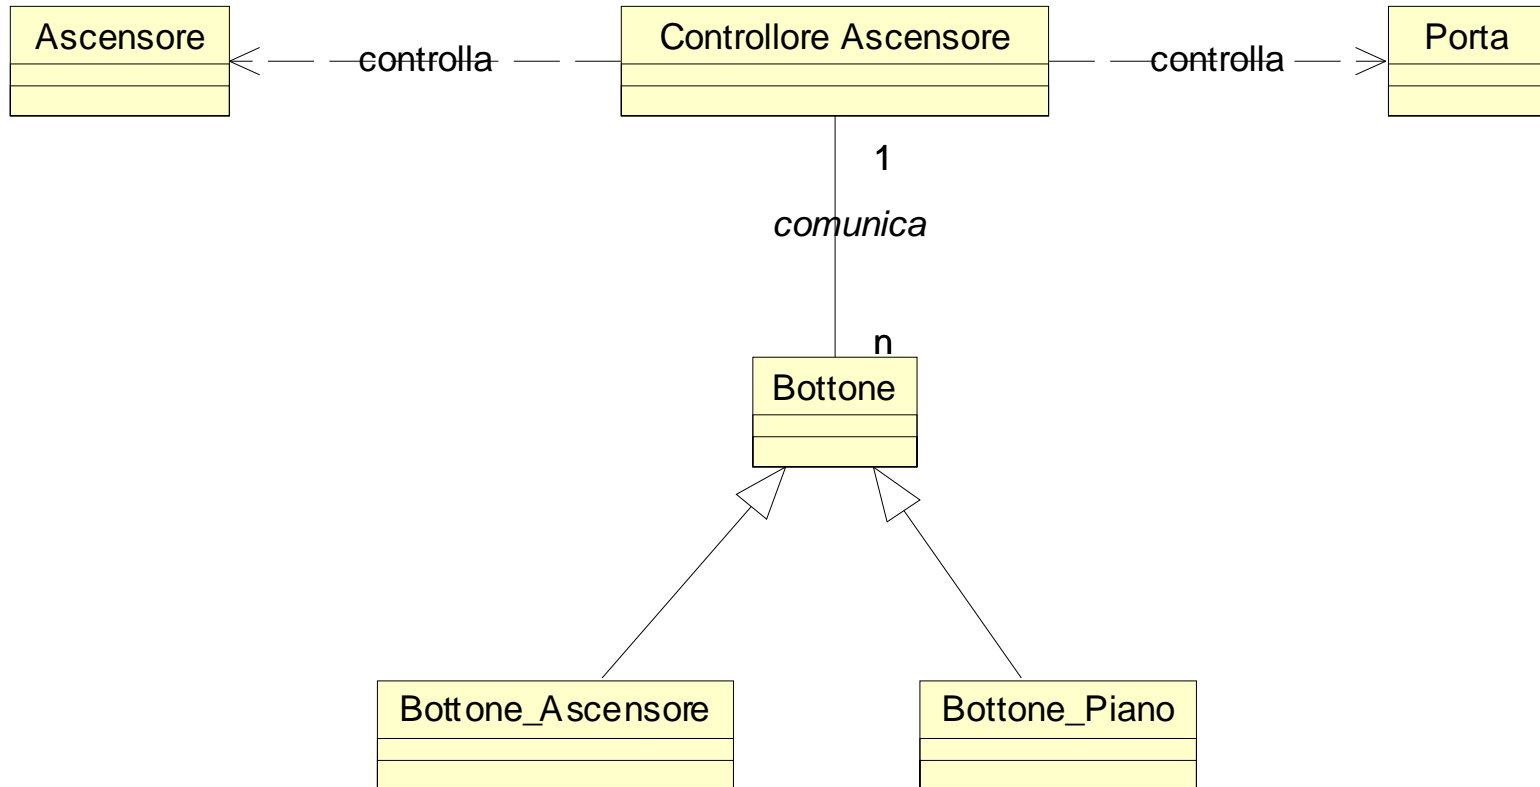 Ascensore
controlla
Controllore Ascensore
controlla
Porta
1
comunica
n
Bottone
Bottone_Ascensore
Bottone_Piano